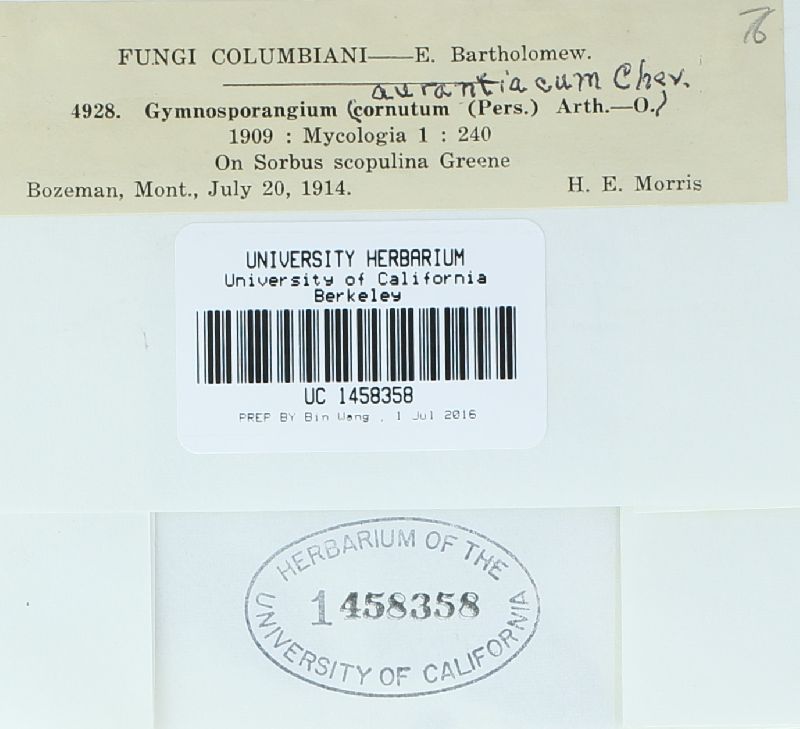 FUNGI COLUMBIANI——E. Bartholomew.
aurantiacum Chev.
4928. Gymnosporangium (cornutum (Pers.) Arth.—O.)
1909 : Mycologia 1 : 240
On Sorbus scopulina Greene
Bozeman, Mont., July 20, 1914. H. E. Morris
UNIVERSITY HERBARIUM
University of California
Berkeley
UC 1458358
PREP BY Bin Wang , 1 Jul 2016
HERBARIUM OF THE
1458358
UNIVERSITY OF CALIFORNIA